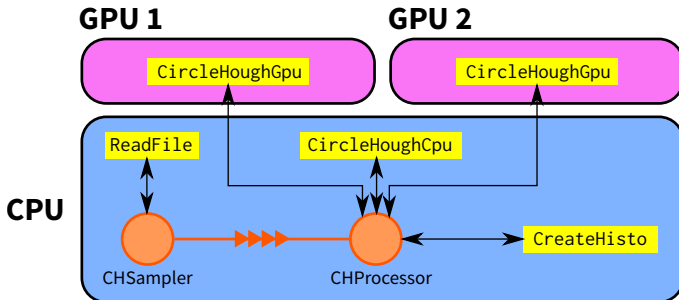 GPU 1
GPU 2
CircleHoughGpu
CircleHoughGpu
ReadFile
CircleHoughCpu
CPU
CreateHisto
CHSampler
CHProcessor